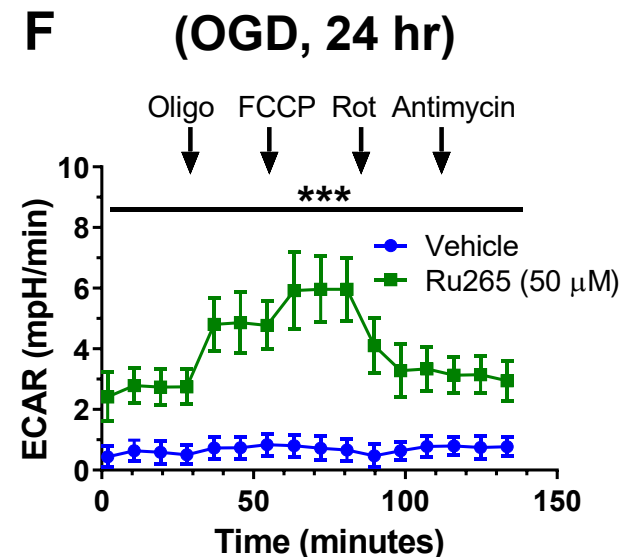 F (OGD, 24 hr)
Oligo FCCP Rot Antimycin
***
Vehicle
Ru265 (50 μM)
ECAR (mpH/min)
10
8
6
4
2
0
0 50 100 150
Time (minutes)